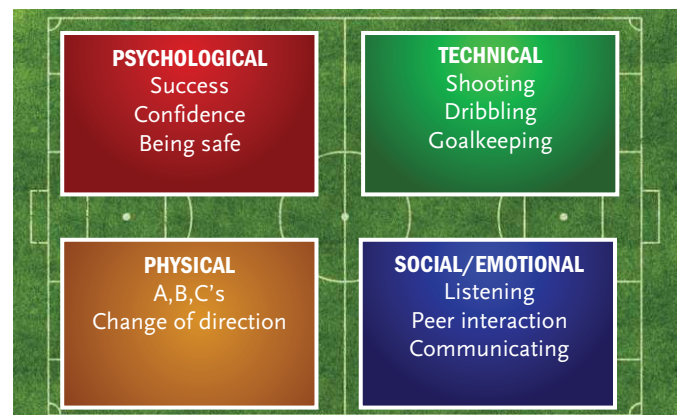 PSYCHOLOGICAL
Success
Confidence
Being safe
TECHNICAL
Shooting
Dribbling
Goalkeeping
PHYSICAL
A,B,C's
Change of direction
SOCIAL/EMOTIONAL
Listening
Peer interaction
Communicating